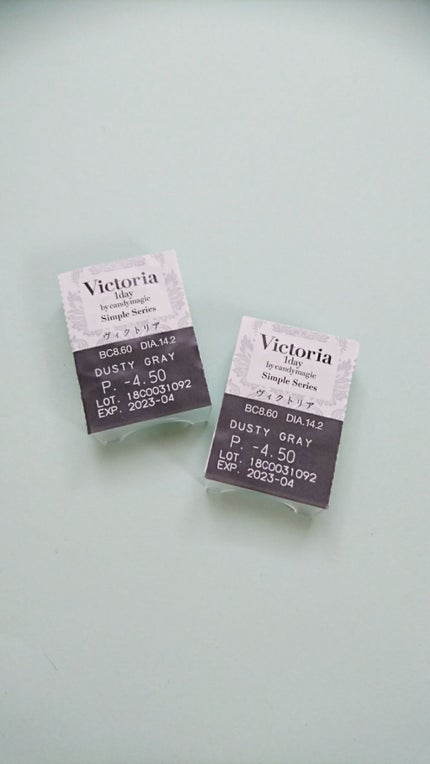 Victoria
1day
by candymagic
Simple Series
ヴィクトリア
BC8.60 DIA.14.2
DUSTY GRAY
P. -4.50
LOT. 18C0031092
EXP. 2023-04
Victoria
1day
by candymagic
Simple Series
ヴィクトリア
BC8.60 DIA.14.2
DUSTY GRAY
P. -4.50
LOT. 18C0031092
EXP. 2023-04